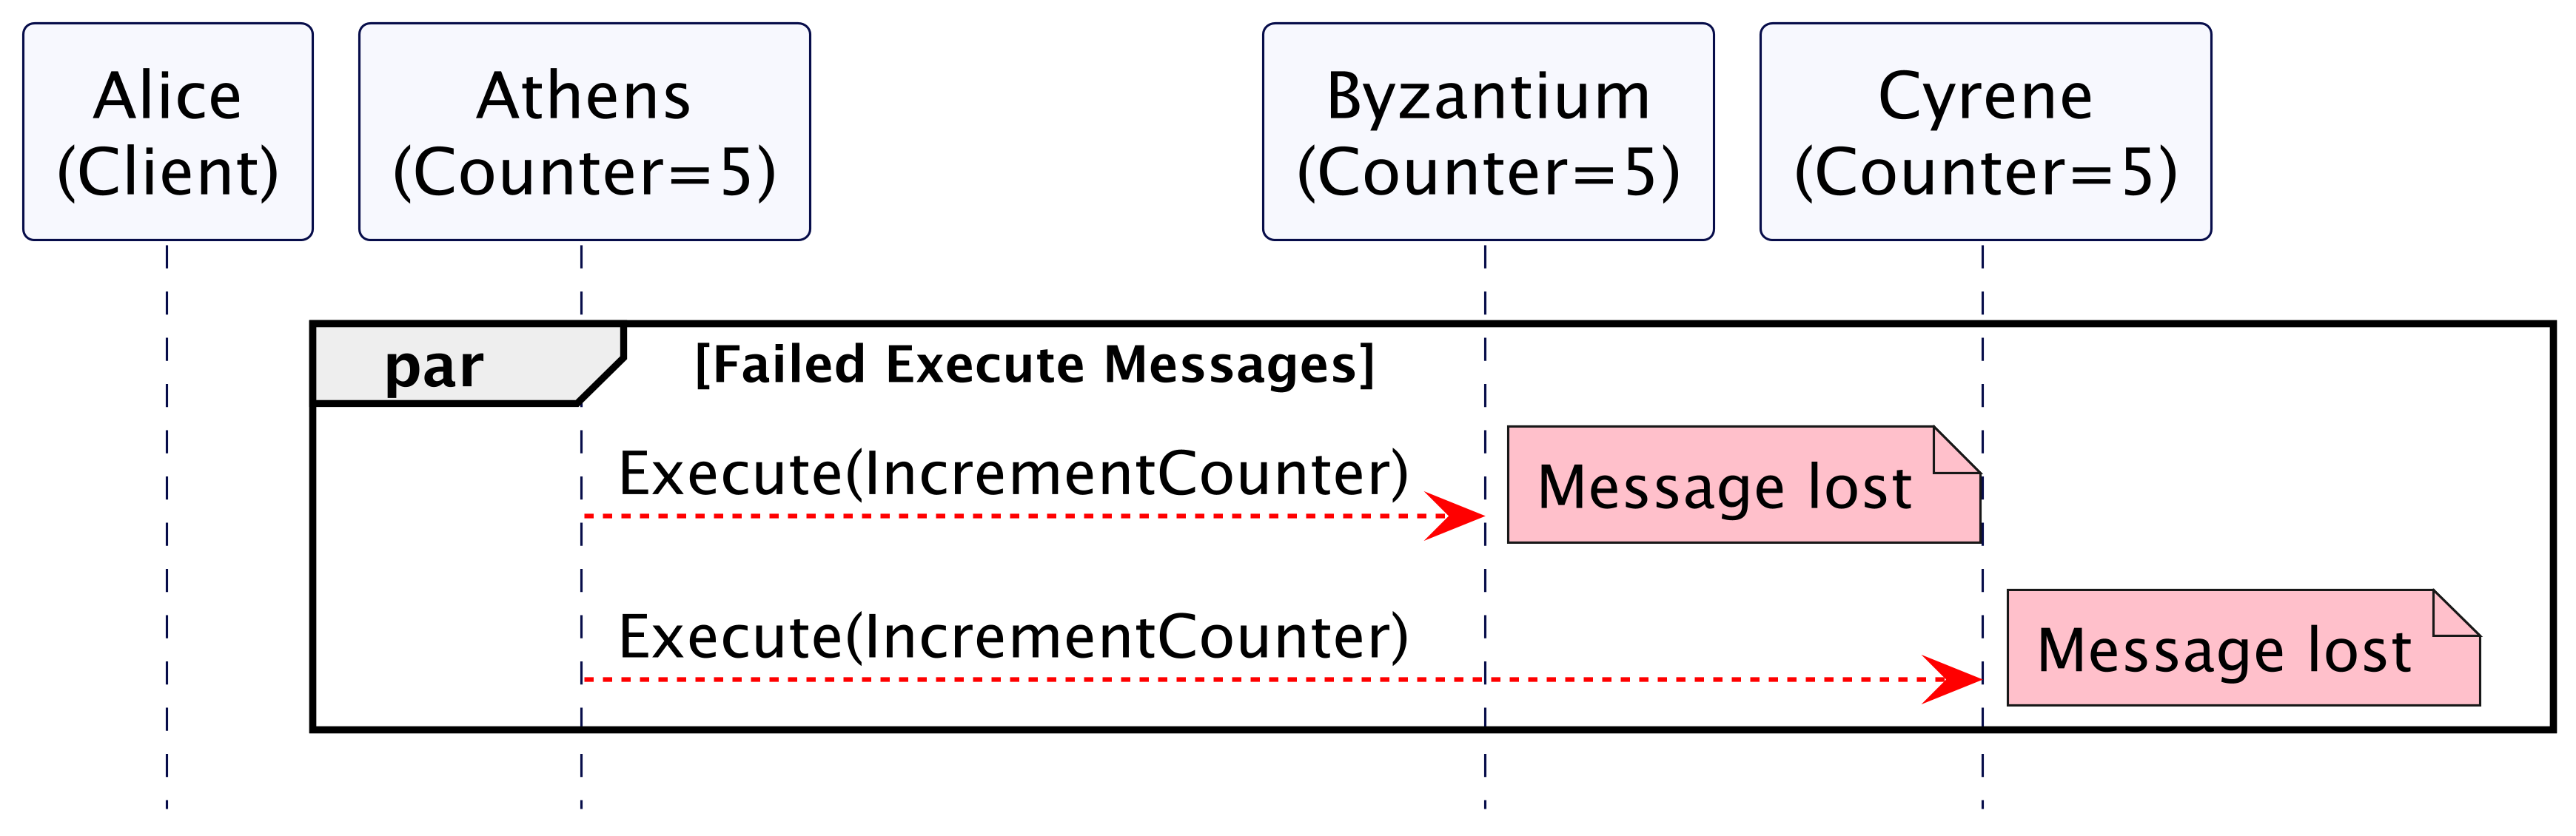 Alice
(Client)
Athens
(Counter=5)
Byzantium
(Counter=5)
Cyrene
(Counter=5)
par
[Failed Execute Messages]
Execute(IncrementCounter)
Message lost
Execute(IncrementCounter)
Message lost